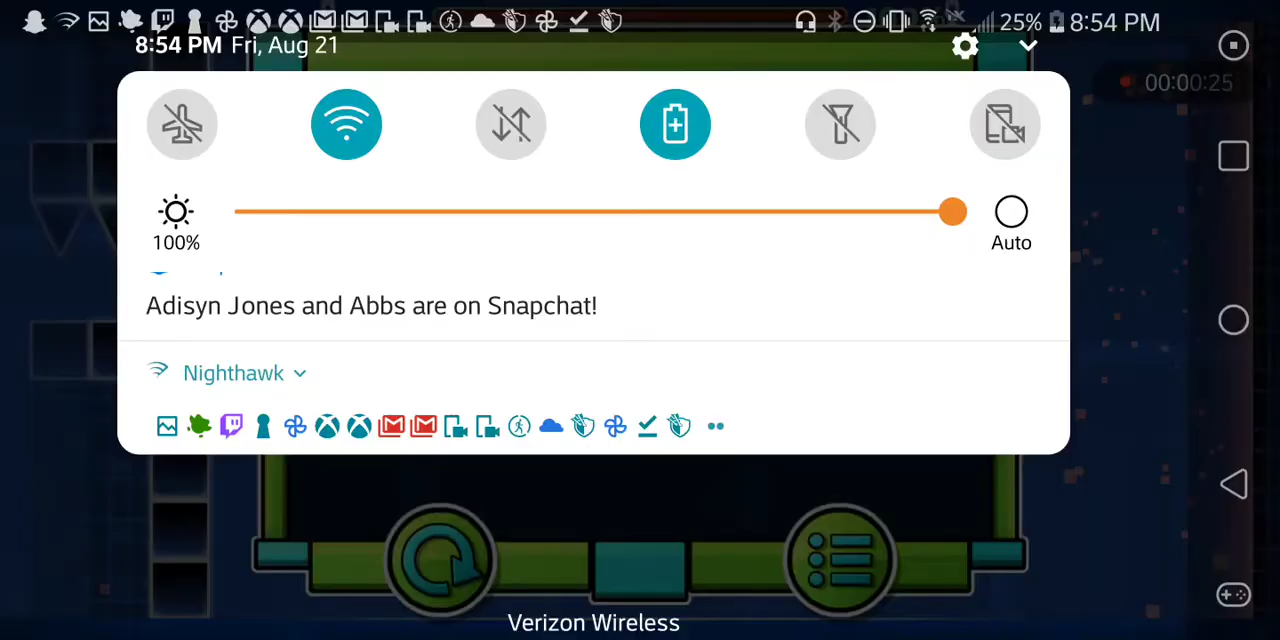 25% 8:54 PM
8:54 PM Fri, Aug 21
00:00:25
100%
Auto
Adisyn Jones and Abbs are on Snapchat!
Nighthawk
Verizon Wireless